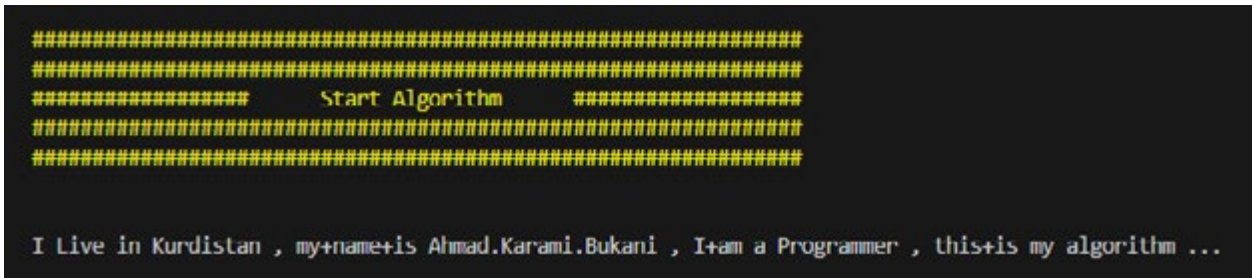 ################################################################
################################################################
################## Start Algorithm ###################
################################################################
################################################################
I Live in Kurdistan , my+name+is Ahmad.Karami.Bukani , I+am a Programmer , this+is my algorithm ...